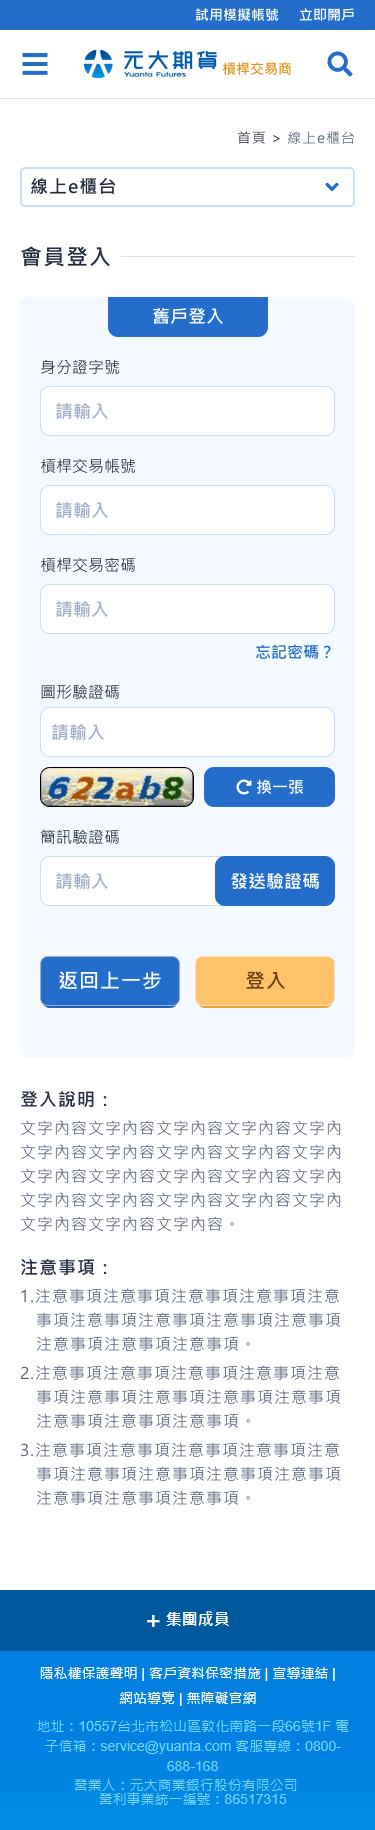 試用模擬帳號 立即開戶
元大期貨 槓桿交易商
Yuanta Futures
首頁 > 線上e櫃台
線上e櫃台
會員登入
舊戶登入
身分證字號
請輸入
槓桿交易帳號
請輸入
槓桿交易密碼
請輸入
忘記密碼？
圖形驗證碼
請輸入
622ab8 換一張
簡訊驗證碼
請輸入 發送驗證碼
返回上一步 登入
登入說明：
文字內容文字內容文字內容文字內容文字內
文字內容文字內容文字內容文字內容文字內
文字內容文字內容文字內容文字內容文字內
文字內容文字內容文字內容文字內容文字內
文字內容文字內容文字內容。
注意事項：
1.注意事項注意事項注意事項注意事項注意
事項注意事項注意事項注意事項注意事項
注意事項注意事項注意事項。
2.注意事項注意事項注意事項注意事項注意
事項注意事項注意事項注意事項注意事項
注意事項注意事項注意事項。
3.注意事項注意事項注意事項注意事項注意
事項注意事項注意事項注意事項注意事項
注意事項注意事項注意事項。
+ 集團成員
隱私權保護聲明 | 客戶資料保密措施 | 宣導連結 |
網站導覽 | 無障礙官網
地址：10557台北市松山區敦化南路一段66號1F 電
子信箱：service@yuanta.com 客服專線：0800-
688-168
營業人：元大商業銀行股份有限公司
營利事業統一編號：86517315